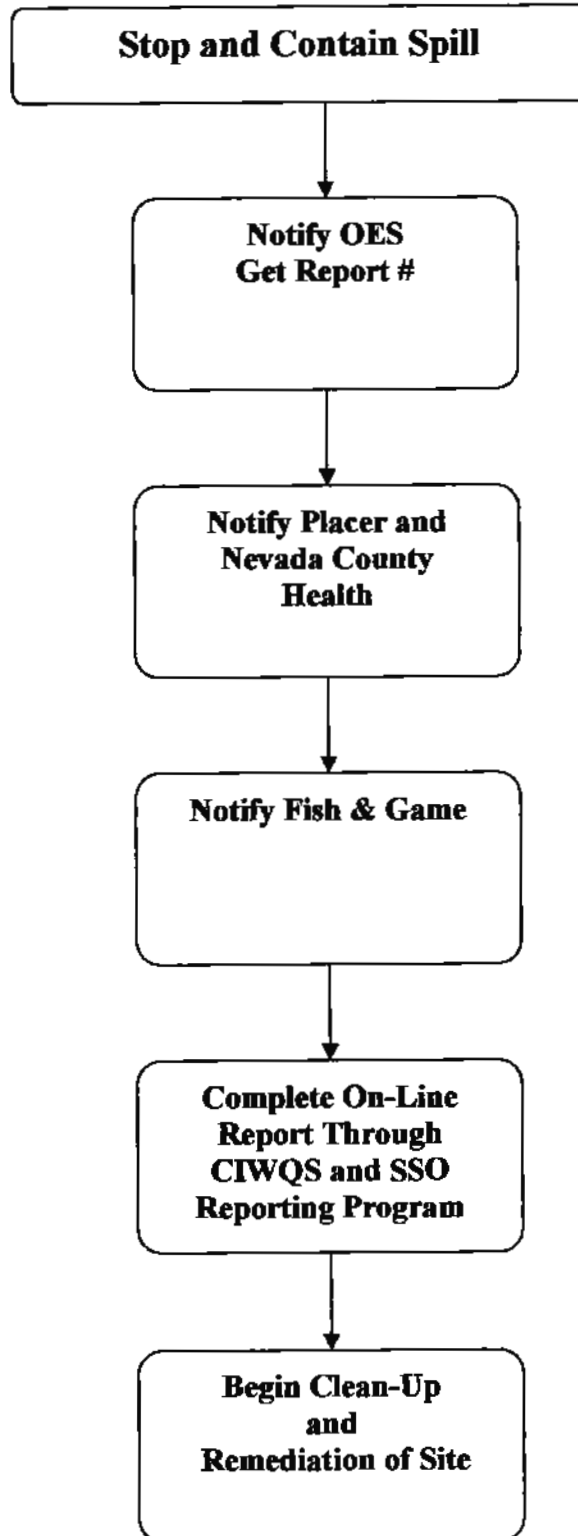 Stop and Contain Spill
Notify OES
Get Report #
Notify Placer and
Nevada County
Health
Notify Fish & Game
Complete On-Line
Report Through
CIWQS and SSO
Reporting Program
Begin Clean-Up
and
Remediation of Site